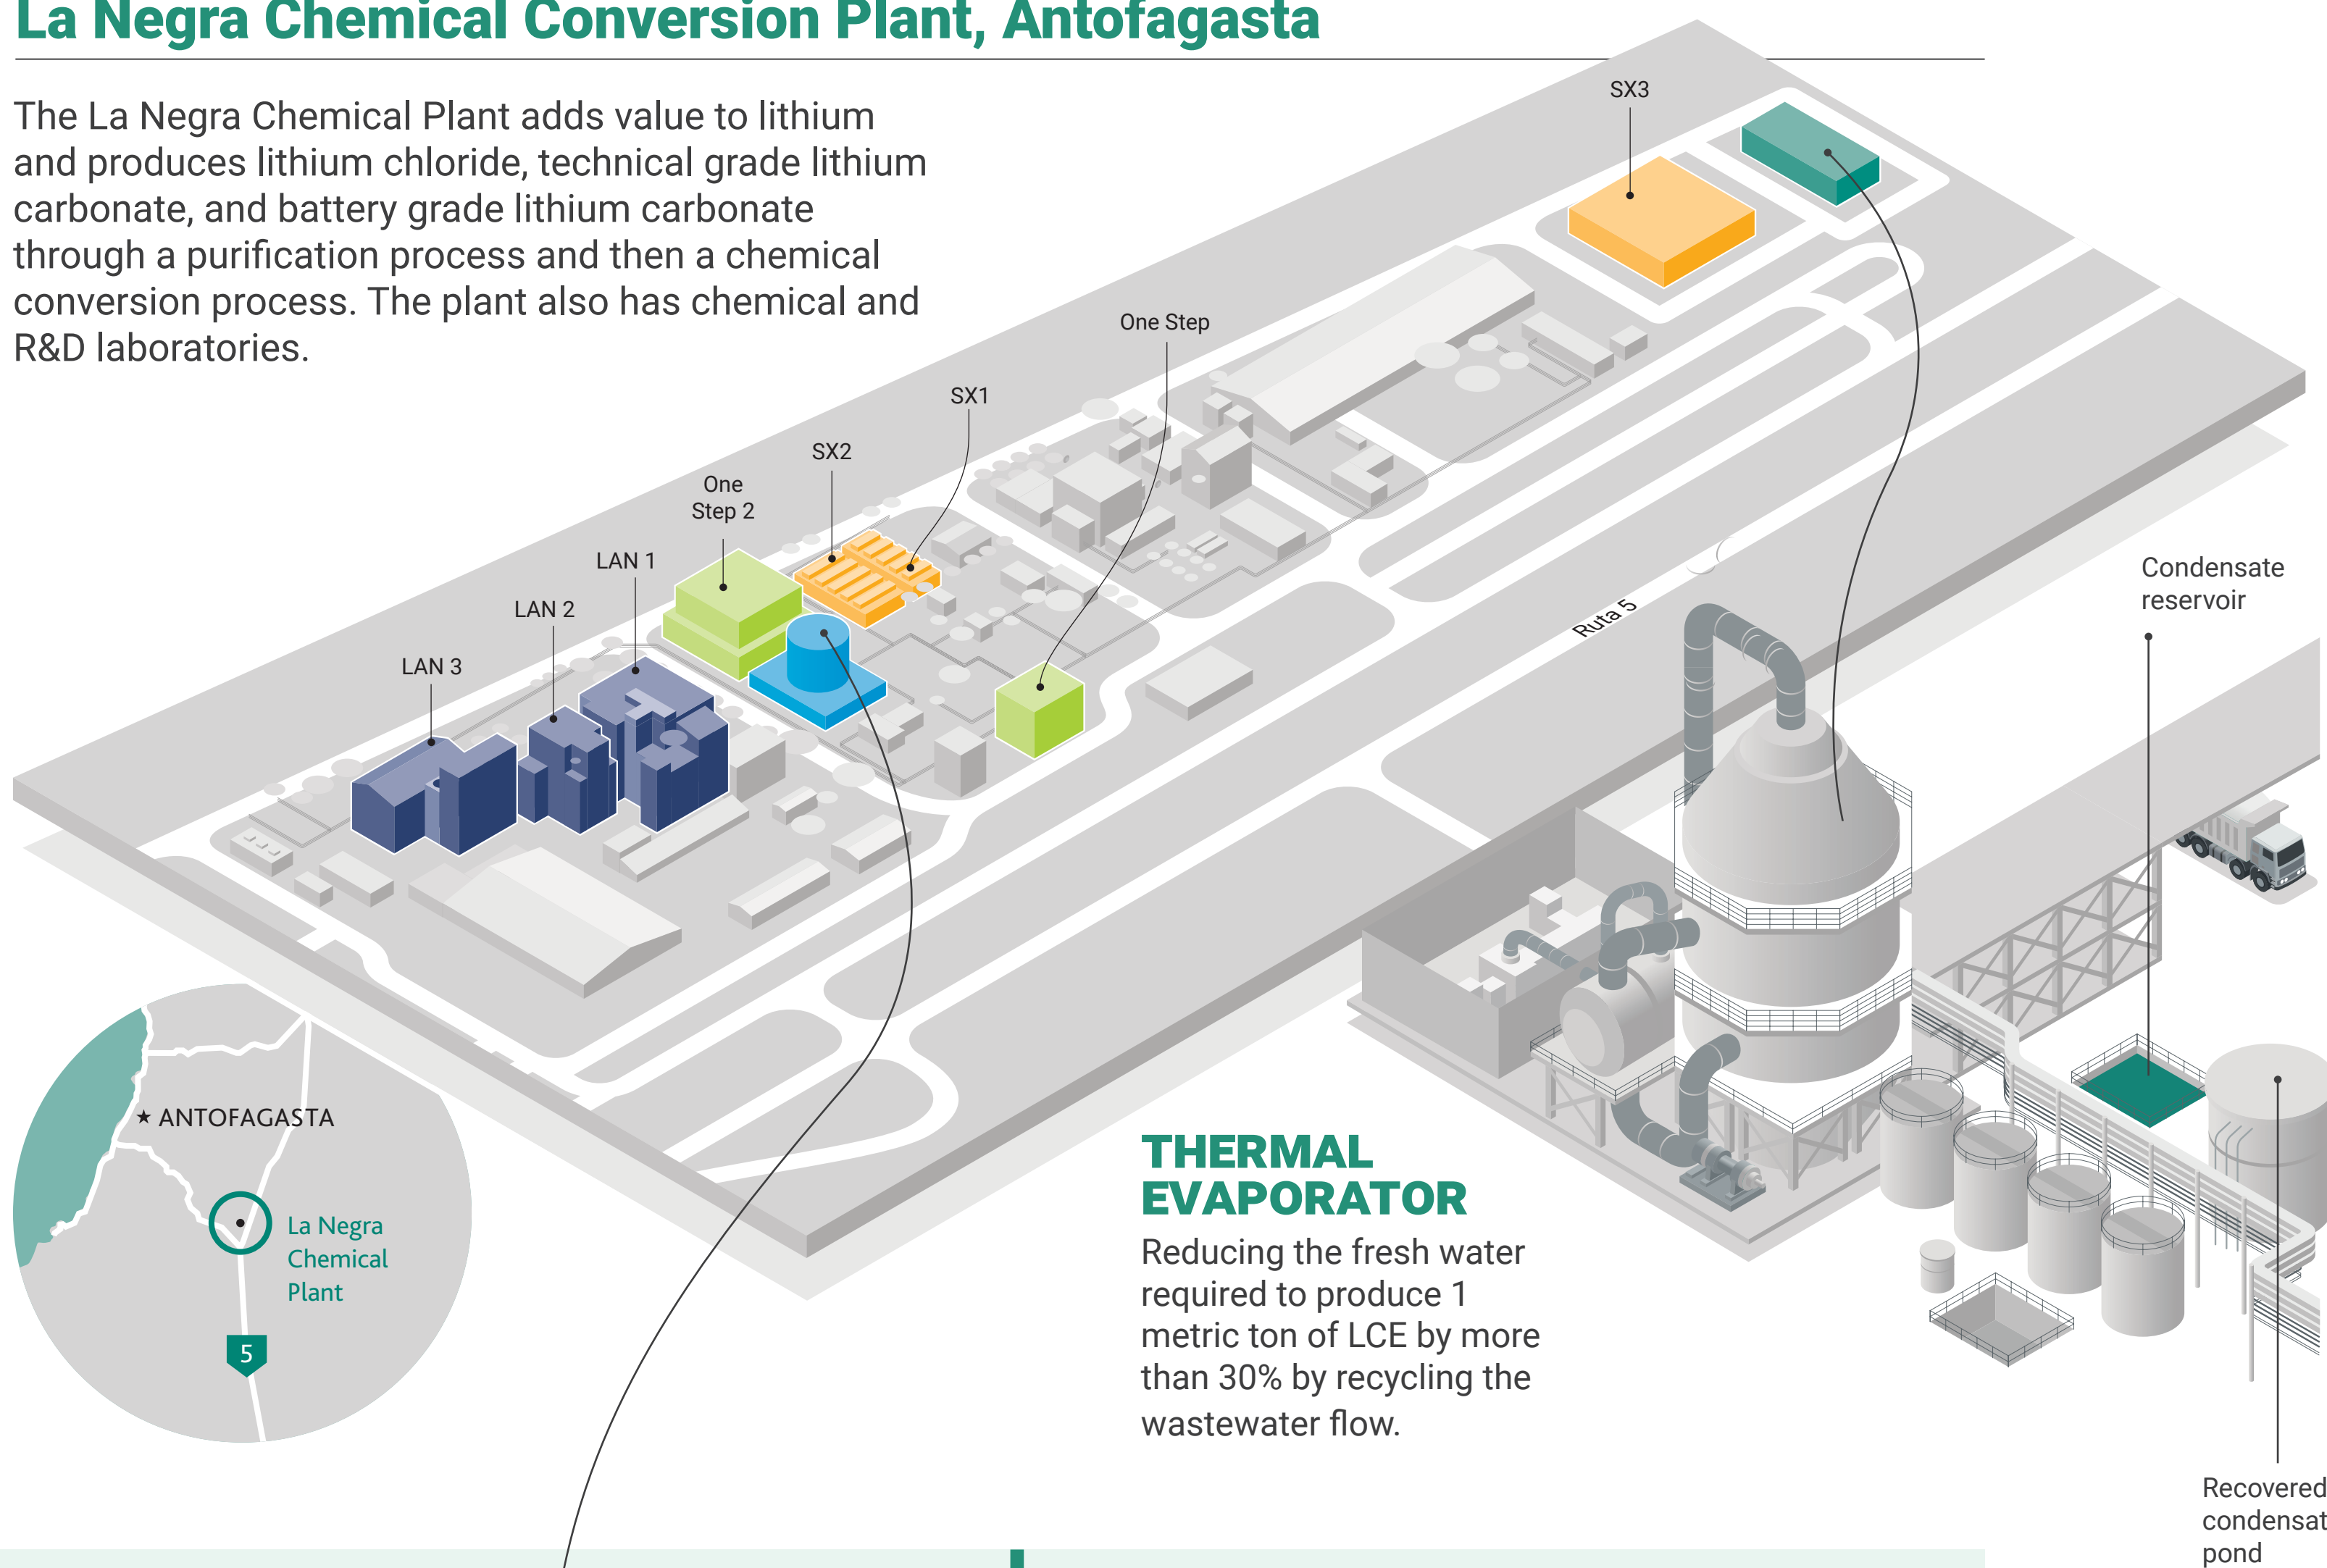 La Negra Chemical Conversion Plant, Antofagasta
The La Negra Chemical Plant adds value to lithium
and produces lithium chloride, technical grade lithium
carbonate, and battery grade lithium carbonate
through a purification process and then a chemical
conversion process. The plant also has chemical and
R&D laboratories.
SX3
One Step
SX1
SX2
One
Step 2
LAN 1
LAN 2
LAN 3
Ruta 5
Condensate
reservoir
★ ANTOFAGASTA
La Negra
Chemical
Plant
5
THERMAL
EVAPORATOR
Reducing the fresh water
required to produce 1
metric ton of LCE by more
than 30% by recycling the
wastewater flow.
Recovered
condensat
pond